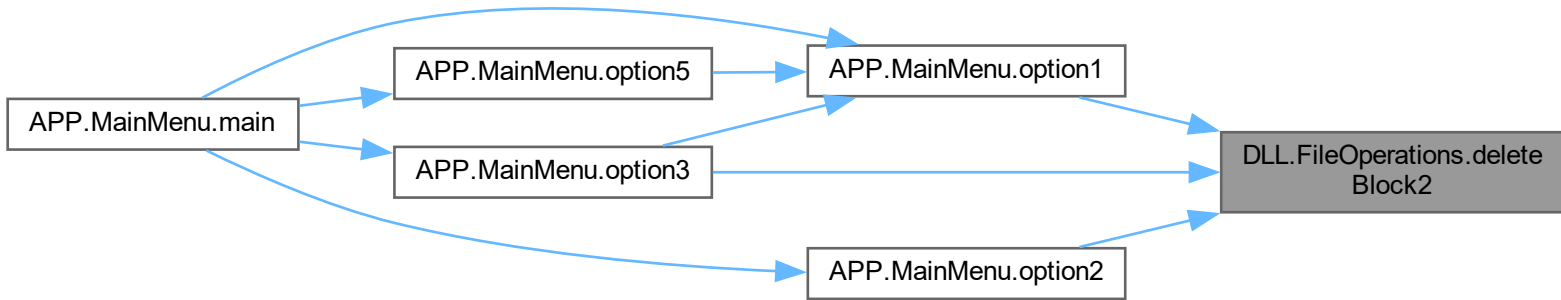 APP.MainMenu.main
APP.MainMenu.option5
APP.MainMenu.option3
APP.MainMenu.option1
APP.MainMenu.option2
DLL.FileOperations.delete
Block2